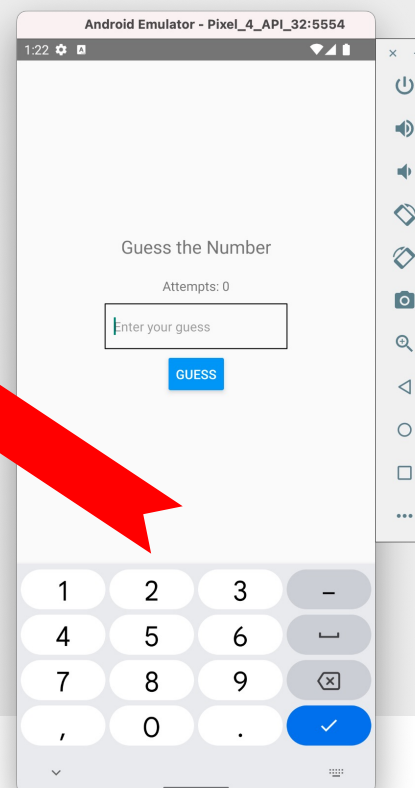 Android Emulator - Pixel_4_API_32:5554
1:22
Guess the Number
Attempts: 0
Enter your guess
GUESS
1 2 3 –
4 5 6
7 8 9
, 0 .